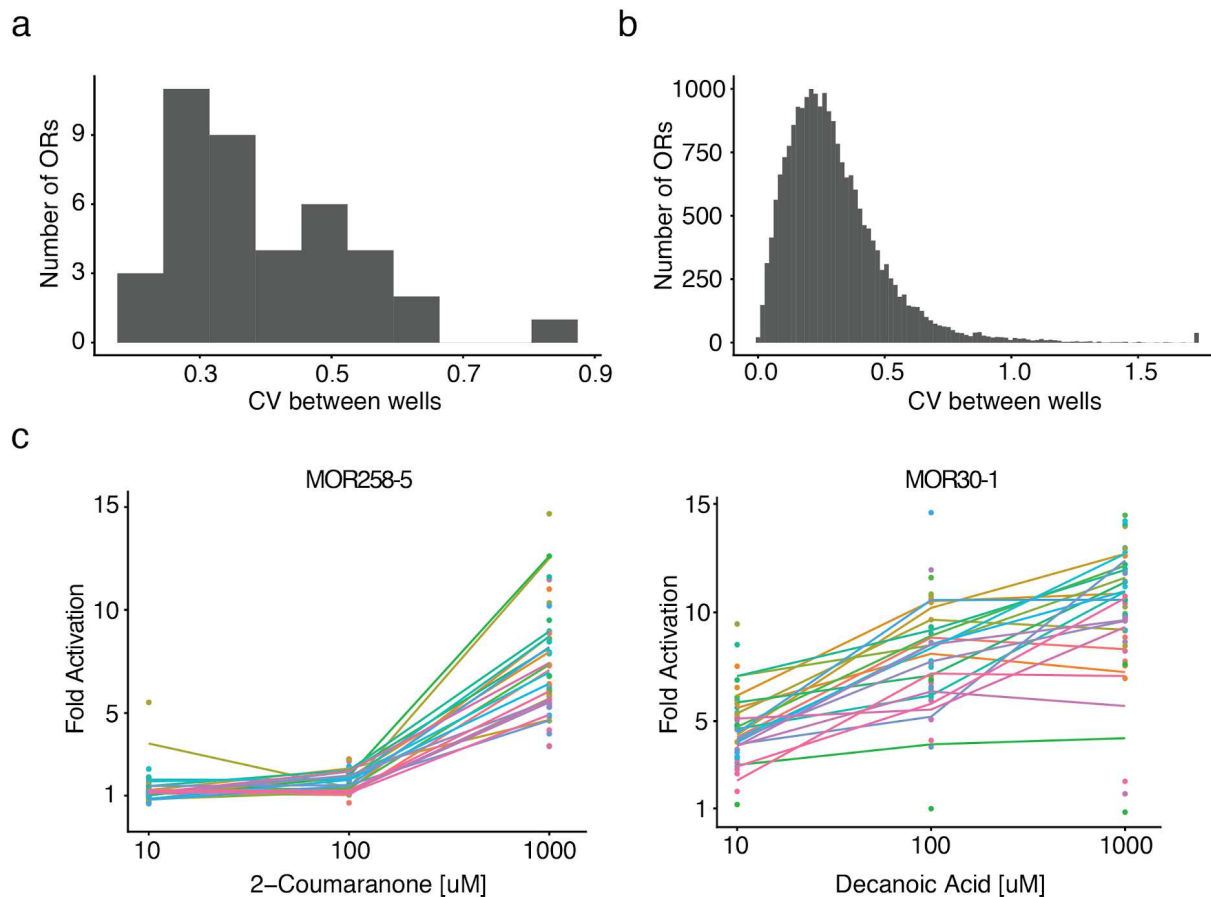 a
Number of ORs
9
6
3
0
0.3 0.5 0.7 0.9
CV between wells
b
Number of ORs
1000
750
500
250
0
0.0 0.5 1.0 1.5
CV between wells
c
MOR258-5
Fold Activation
15
10
5
1
10 100 1000
2−Coumaranone [uM]
MOR30-1
Fold Activation
15
10
5
1
10 100 1000
Decanoic Acid [uM]